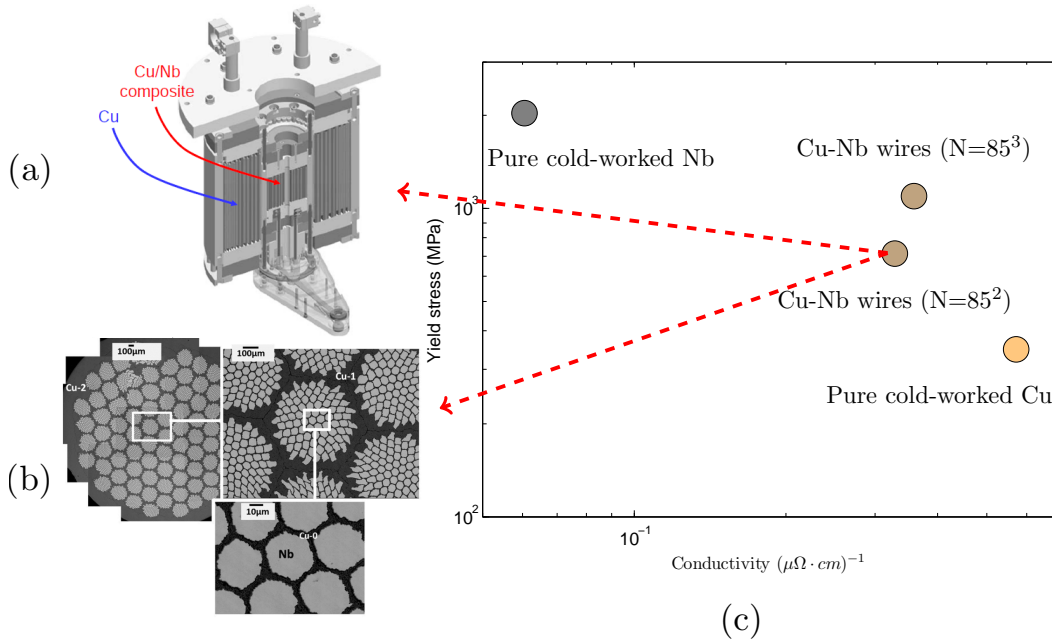 Cu/Nb
composite
Cu
(a)
100μm
Cu-2
100μm
Cu-1
10μm
Cu-0
Nb
(b)
Pure cold-worked Nb
Cu-Nb wires (N=85³)
Cu-Nb wires (N=85²)
Pure cold-worked Cu
10³
10²
Yield stress (MPa)
10⁻¹
Conductivity (μΩ · cm)⁻¹
(c)